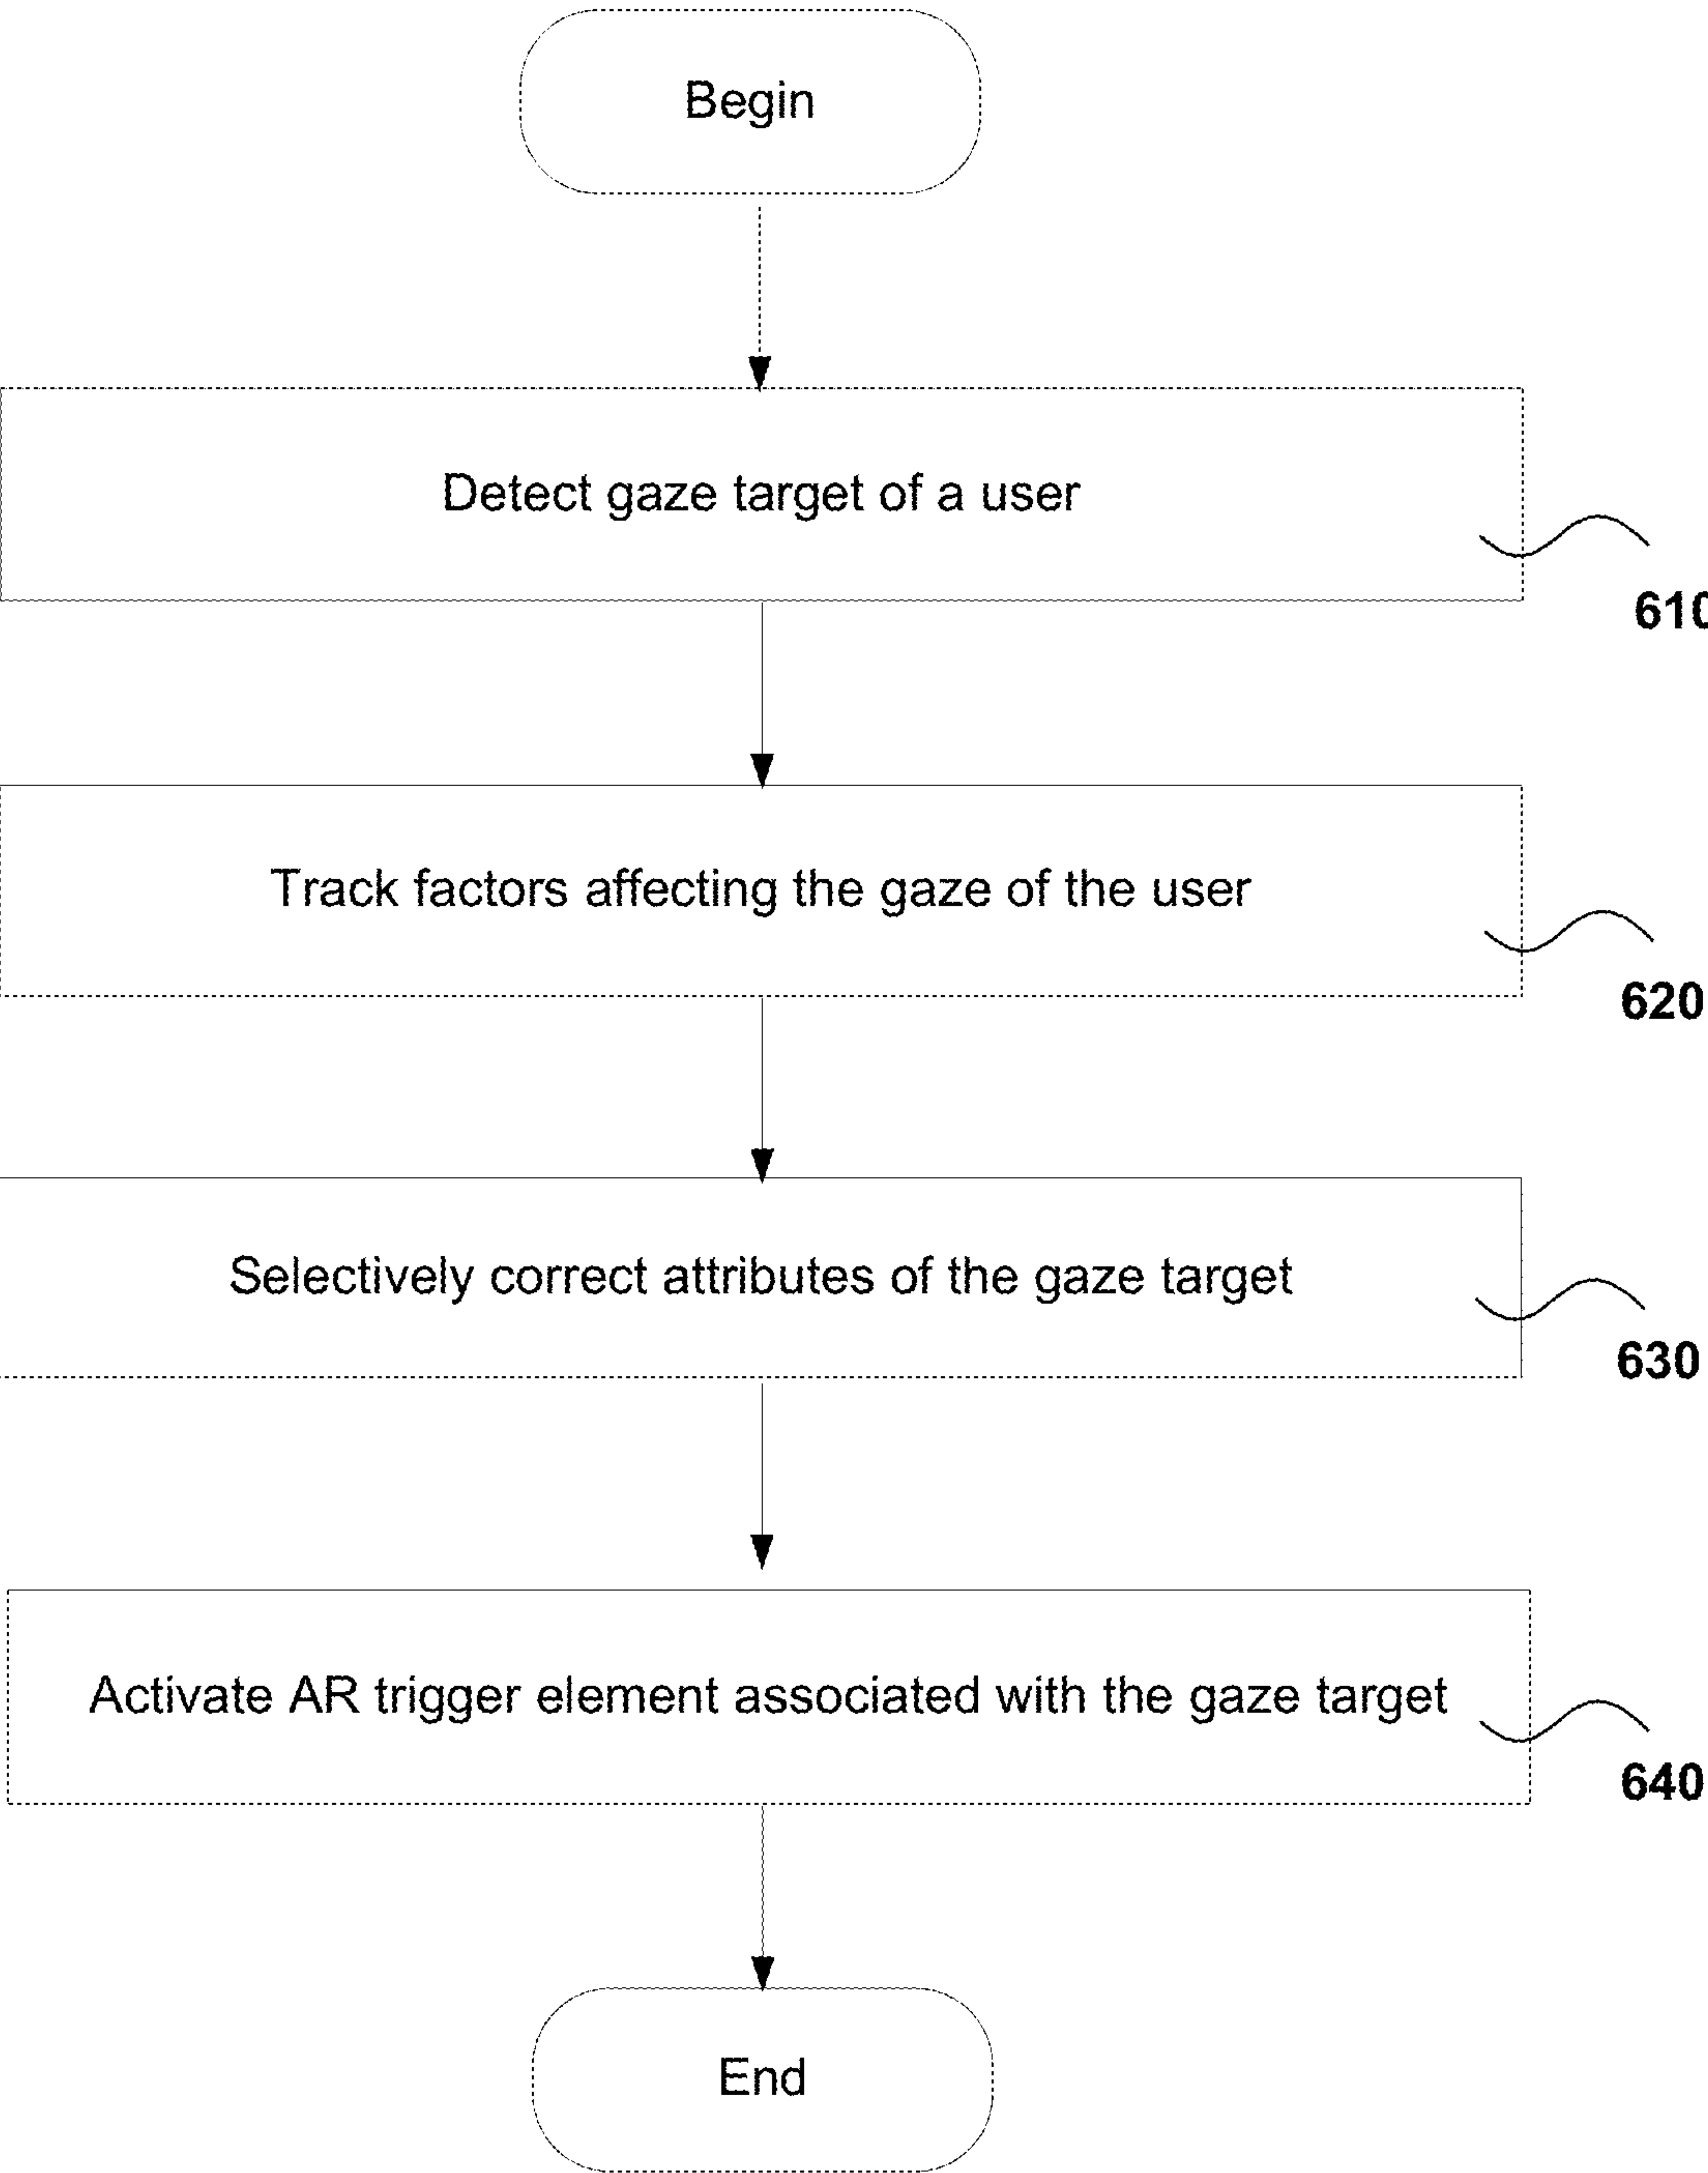 Begin
Detect gaze target of a user
610
Track factors affecting the gaze of the user
620
Selectively correct attributes of the gaze target
630
Activate AR trigger element associated with the gaze target
640
End